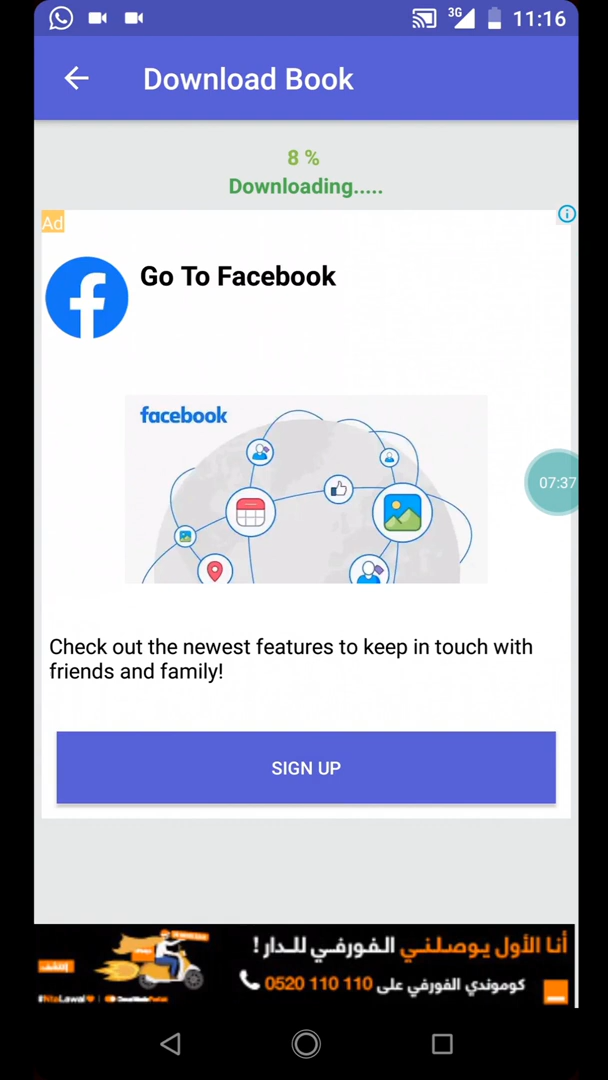 3G 11:16
Download Book
8 %
Downloading.....
Ad
Go To Facebook
facebook
07:37
Check out the newest features to keep in touch with
friends and family!
SIGN UP
أنا الأول يوصلني الفورفي للدار !
كوموندي الفورفي على 0520 110 110